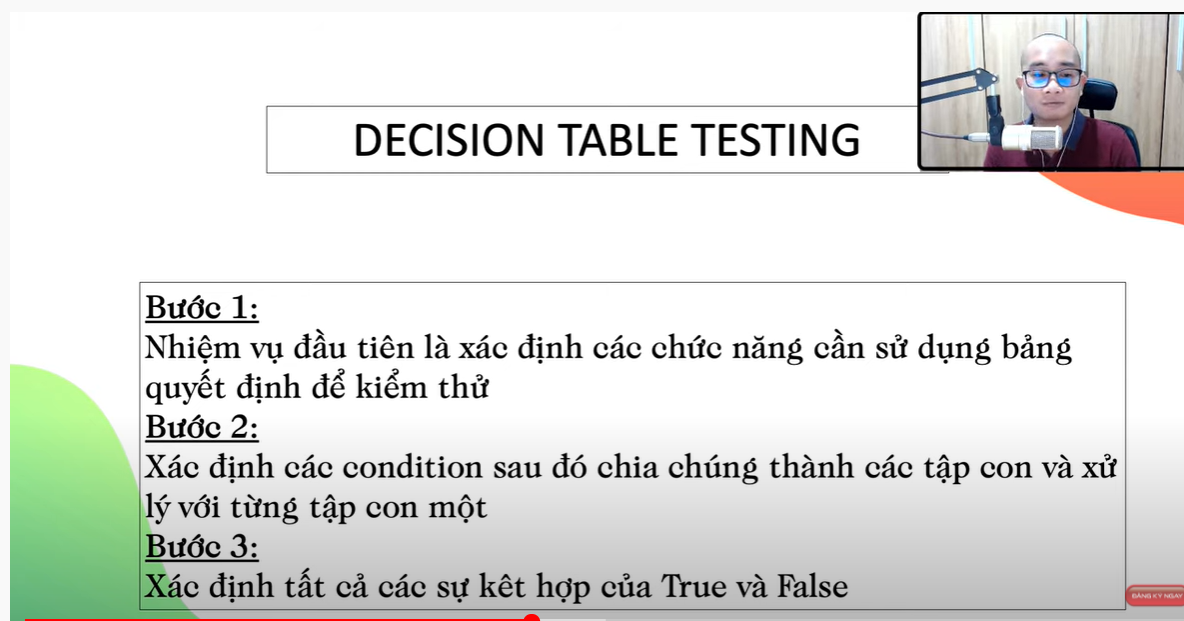 DECISION TABLE TESTING
Bước 1:
Nhiệm vụ đầu tiên là xác định các chức năng cần sử dụng bảng
quyết định để kiểm thử
Bước 2:
Xác định các condition sau đó chia chúng thành các tập con và xử
lý với từng tập con một
Bước 3:
Xác định tất cả các sự kêt hợp của True và False
ĐĂNG KÝ NGAY